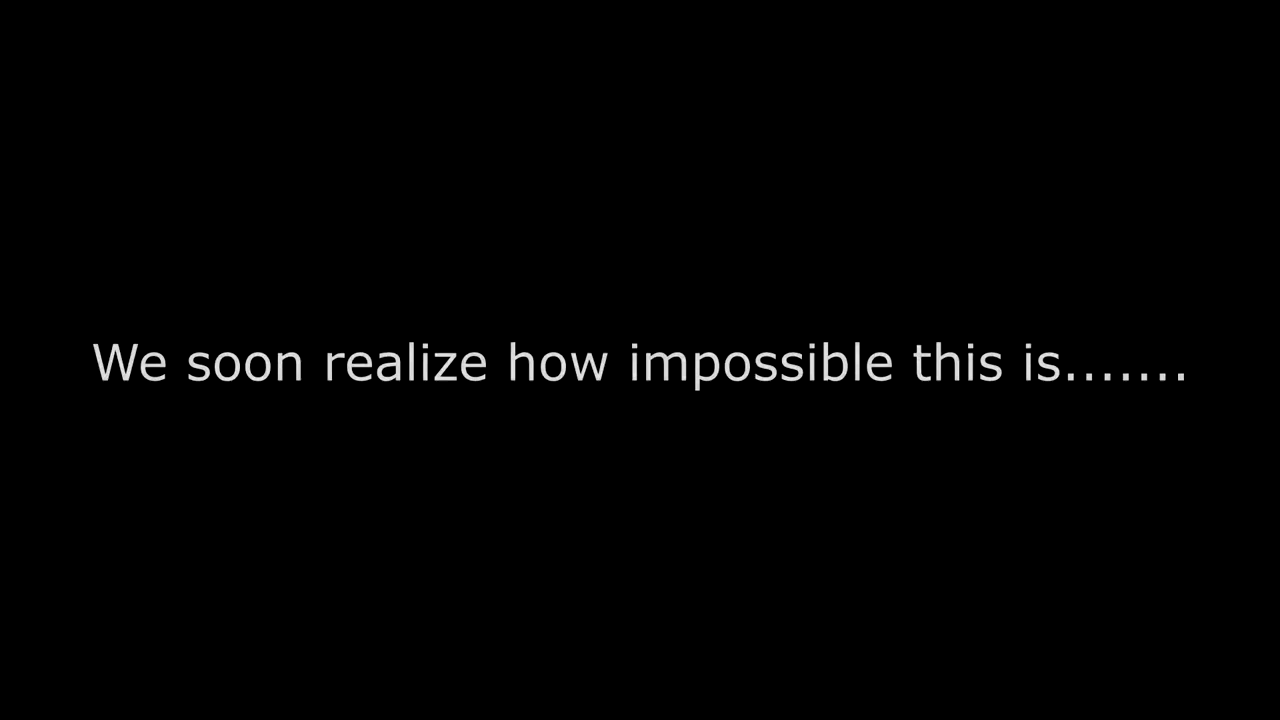 We soon realize how impossible this is.......